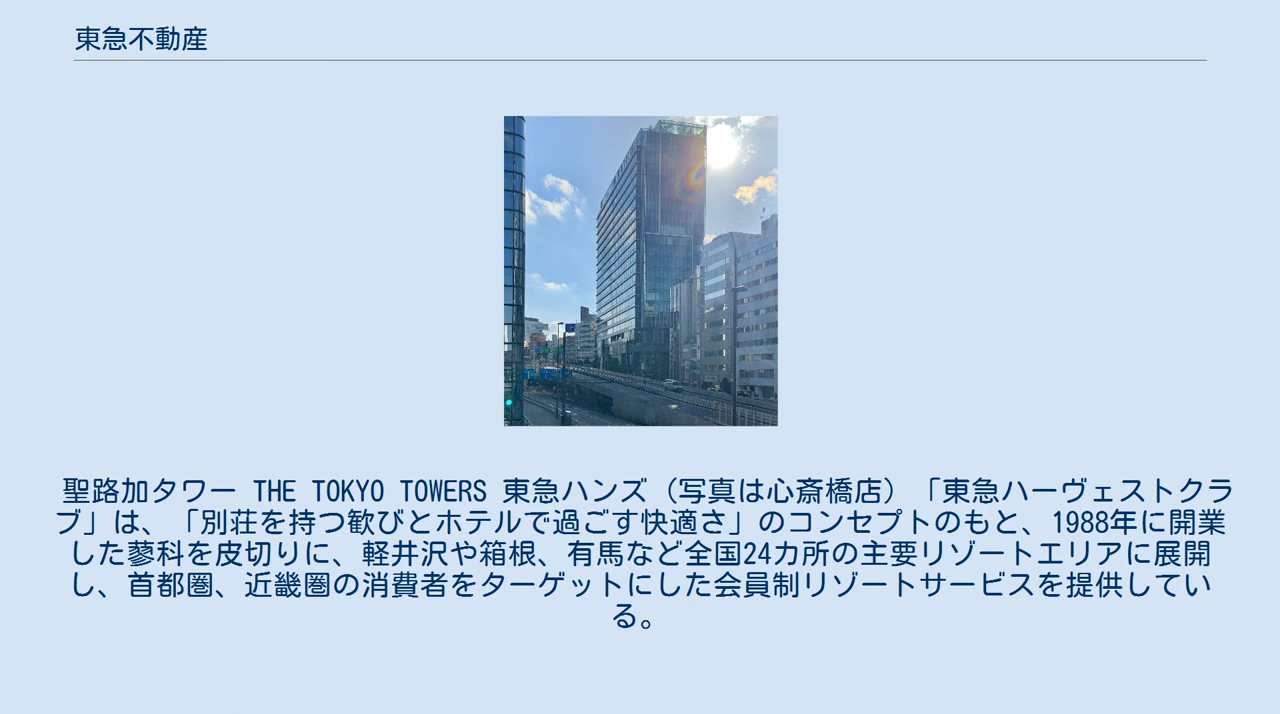 東急不動産
聖路加タワー THE TOKYO TOWERS 東急ハンズ（写真は心斎橋店）「東急ハーヴェストクラ
ブ」は、「別荘を持つ歓びとホテルで過ごす快適さ」のコンセプトのもと、1988年に開業
した蓼科を皮切りに、軽井沢や箱根、有馬など全国24カ所の主要リゾートエリアに展開
し、首都圏、近畿圏の消費者をターゲットにした会員制リゾートサービスを提供してい
る。